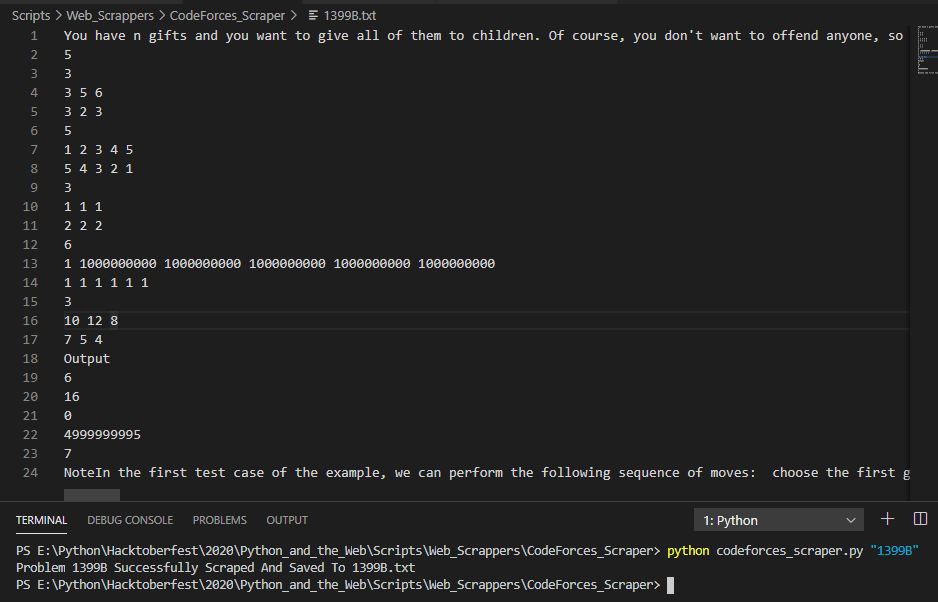 Scripts > Web_Scrappers > CodeForces_Scraper > 1399B.txt
1 You have n gifts and you want to give all of them to children. Of course, you don't want to offend anyone, so
2 5
3 3
4 3 5 6
5 3 2 3
6 5
7 1 2 3 4 5
8 5 4 3 2 1
9 3
10 1 1 1
11 2 2 2
12 6
13 1 1000000000 1000000000 1000000000 1000000000 1000000000
14 1 1 1 1 1 1
15 3
16 10 12 8
17 7 5 4
18 Output
19 6
20 16
21 0
22 4999999995
23 7
24 NoteIn the first test case of the example, we can perform the following sequence of moves:  choose the first g
TERMINAL DEBUG CONSOLE PROBLEMS OUTPUT 1: Python
PS E:\Python\Hacktoberfest\2020\Python_and_the_Web\Scripts\Web_Scrappers\CodeForces_Scraper> python codeforces_scraper.py "1399B"
Problem 1399B Successfully Scraped And Saved To 1399B.txt
PS E:\Python\Hacktoberfest\2020\Python_and_the_Web\Scripts\Web_Scrappers\CodeForces_Scraper>